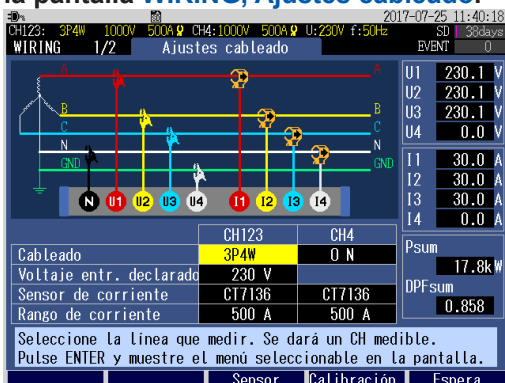 la pantalla WIRING, Ajustes cableado.
2017-07-25 11:40:18
CH123: 3P4W 1000V 500A CH4:1000V 500A U:230V f:50Hz SD 38days
WIRING 1/2 Ajustes cableado EVENT 0
A A
B B
C C
N N
GND GND
N U1 U2 U3 U4 I1 I2 I3 I4
U1 230.1 V
U2 230.1 V
U3 230.1 V
U4 0.0 V
I1 30.0 A
I2 30.0 A
I3 30.0 A
I4 0.0 A
Psum
17.8k W
DPFsum
0.858
CH123 CH4
Cableado 3P4W O N
Voltaje entr. declarado 230 V
Sensor de corriente CT7136 CT7136
Rango de corriente 500 A 500 A
Seleccione la línea que medir. Se dará un CH medible.
Pulse ENTER y muestre el menú seleccionable en la pantalla.
Sensor Calibración Espera